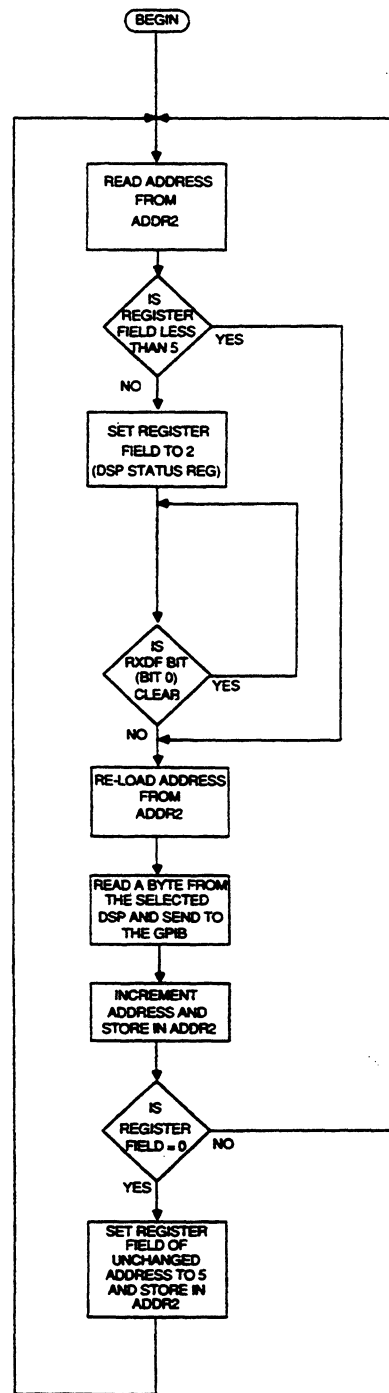 BEGIN
READ ADDRESS
FROM
ADDR2
IS
REGISTER
FIELD LESS
THAN 5
YES
NO
SET REGISTER
FIELD TO 2
(DSP STATUS REG)
IS
RXDF BIT
(BIT 0)
CLEAR
YES
NO
RE-LOAD ADDRESS
FROM
ADDR2
READ A BYTE FROM
THE SELECTED
DSP AND SEND TO
THE GPIB
INCREMENT
ADDRESS AND
STORE IN ADDR2
IS
REGISTER
FIELD = 0
NO
YES
SET REGISTER
FIELD OF
UNCHANGED
ADDRESS TO 5
AND STORE IN
ADDR2